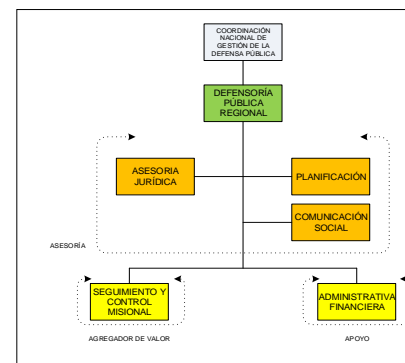 COORDINACIÓN
NACIONAL DE
GESTIÓN DE LA
DEFENSA PÚBLICA
DEFENSORÍA
PÚBLICA
REGIONAL
ASESORIA
JURÍDICA
PLANIFICACIÓN
COMUNICACIÓN
SOCIAL
ASESORÍA
SEGUIMIENTO Y
CONTROL
MISIONAL
ADMINISTRATIVA
FINANCIERA
AGREGADOR DE VALOR
APOYO